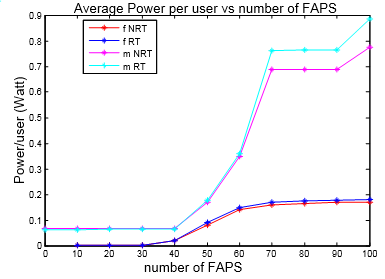 Average Power per user vs number of FAPS
0.9
0.8
0.7
0.6
0.5
0.4
0.3
0.2
0.1
0
Power/user (Watt)
f NRT
f RT
m NRT
m RT
0 10 20 30 40 50 60 70 80 90 100
number of FAPS